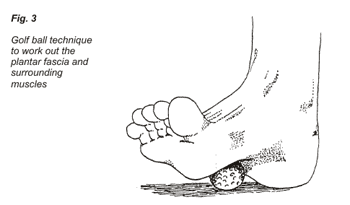 Fig. 3
Golf ball technique
to work out the
plantar fascia and
surrounding
muscles